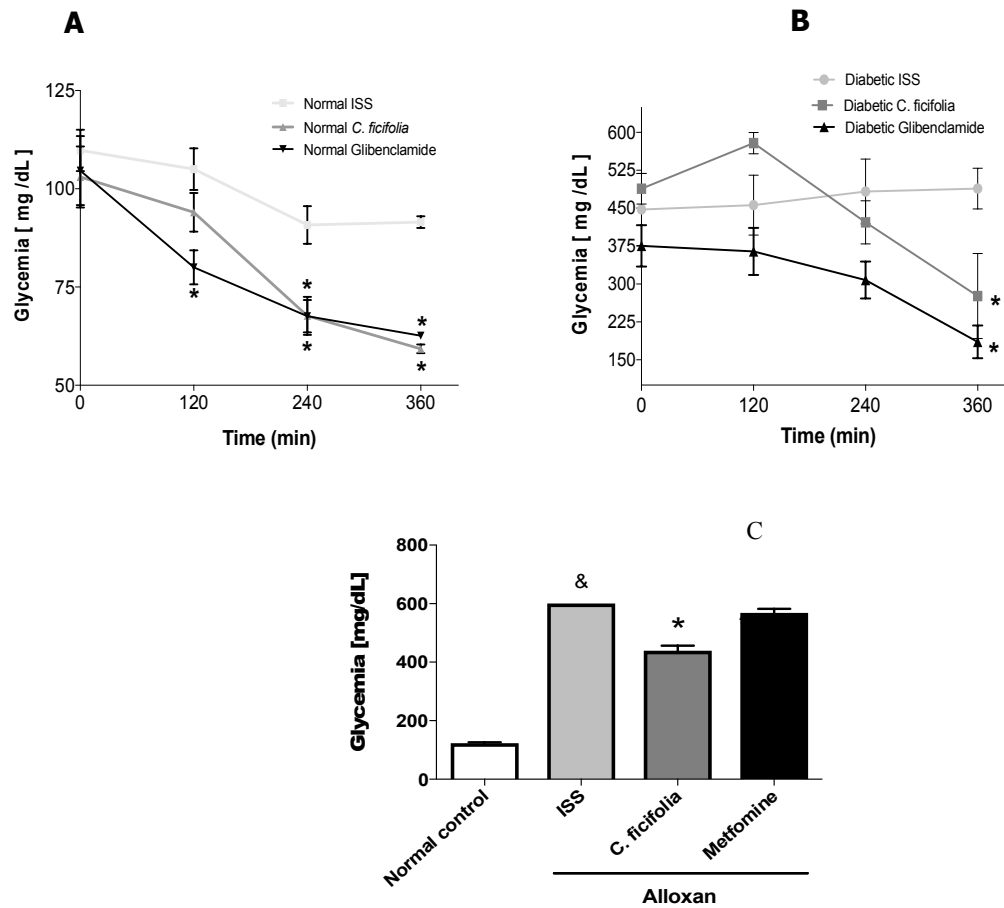 A
Glycemia [ mg /dL]
125
100
75
50
Normal ISS
Normal C. ficifolia
Normal Glibenclamide
*
*
*
*
*
0 120 240 360
Time (min)
B
Glycemia [ mg /dL]
600
525
450
375
300
225
150
Diabetic ISS
Diabetic C. ficifolia
Diabetic Glibenclamide
*
*
0 120 240 360
Time (min)
C
Glycemia [mg/dL]
800
600
400
200
0
&
*
Normal control
ISS
C. ficifolia
Metfomine
Alloxan